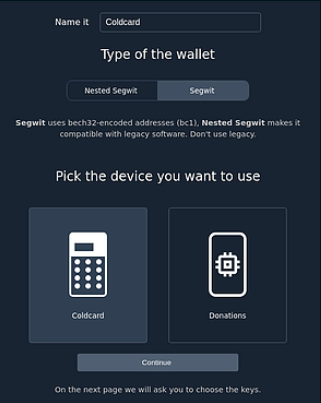 Name it Coldcard
Type of the wallet
Nested Segwit Segwit
Segwit uses bech32-encoded addresses (bc1), Nested Segwit makes it
compatible with legacy software. Don't use legacy.
Pick the device you want to use
Coldcard Donations
Continue
On the next page we will ask you to choose the keys.